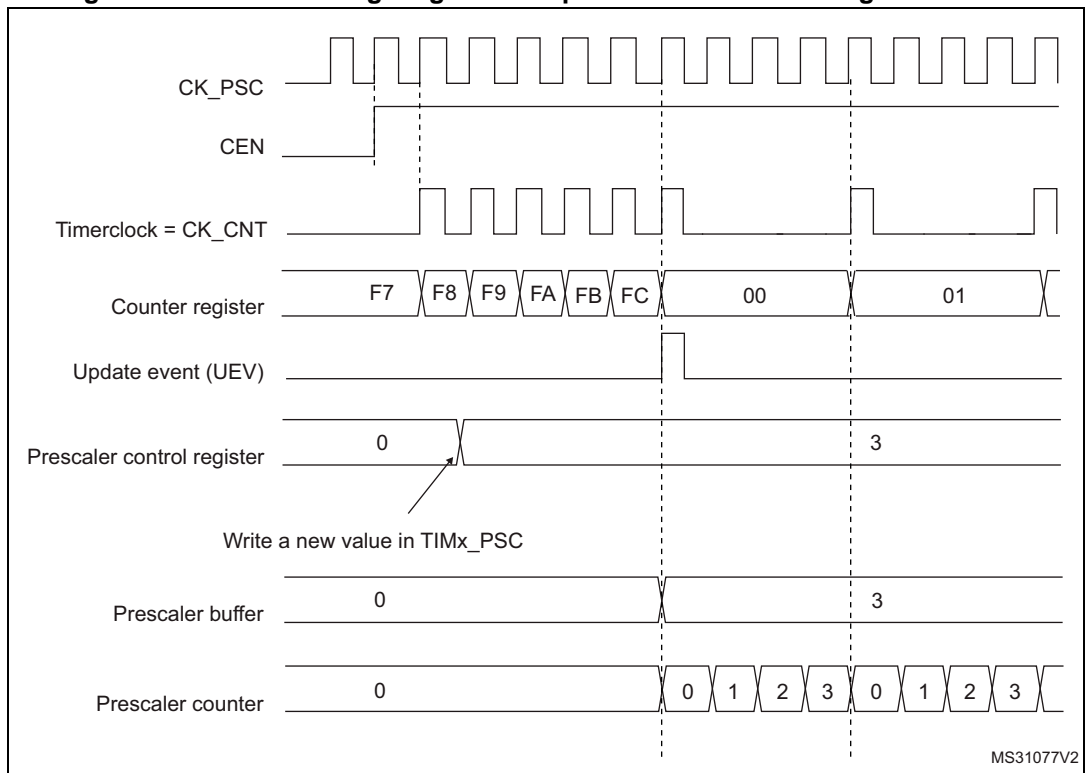 CK_PSC
CEN
Timerclock = CK_CNT
Counter register F7 F8 F9 FA FB FC 00 01
Update event (UEV)
Prescaler control register 0 3
Write a new value in TIMx_PSC
Prescaler buffer 0 3
Prescaler counter 0 0 1 2 3 0 1 2 3
MS31077V2